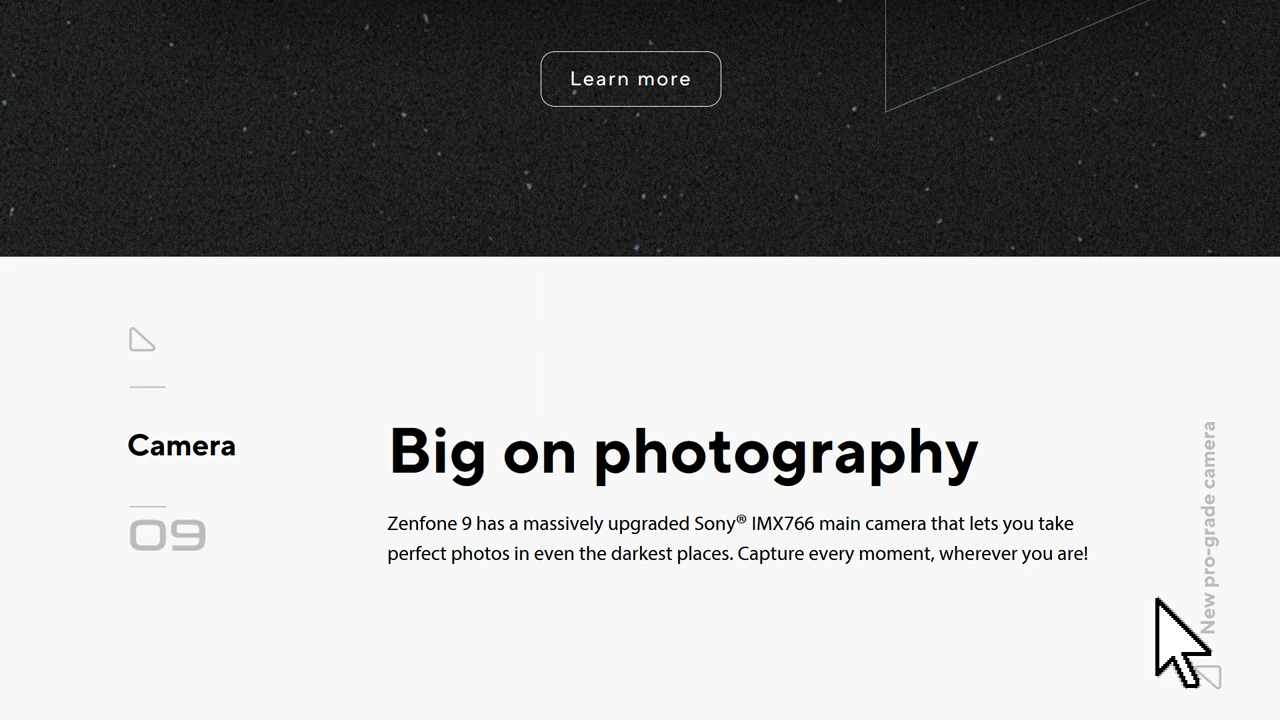 Learn more
Camera
09
Big on photography
Zenfone 9 has a massively upgraded Sony® IMX766 main camera that lets you take
perfect photos in even the darkest places. Capture every moment, wherever you are!
New pro-grade camera